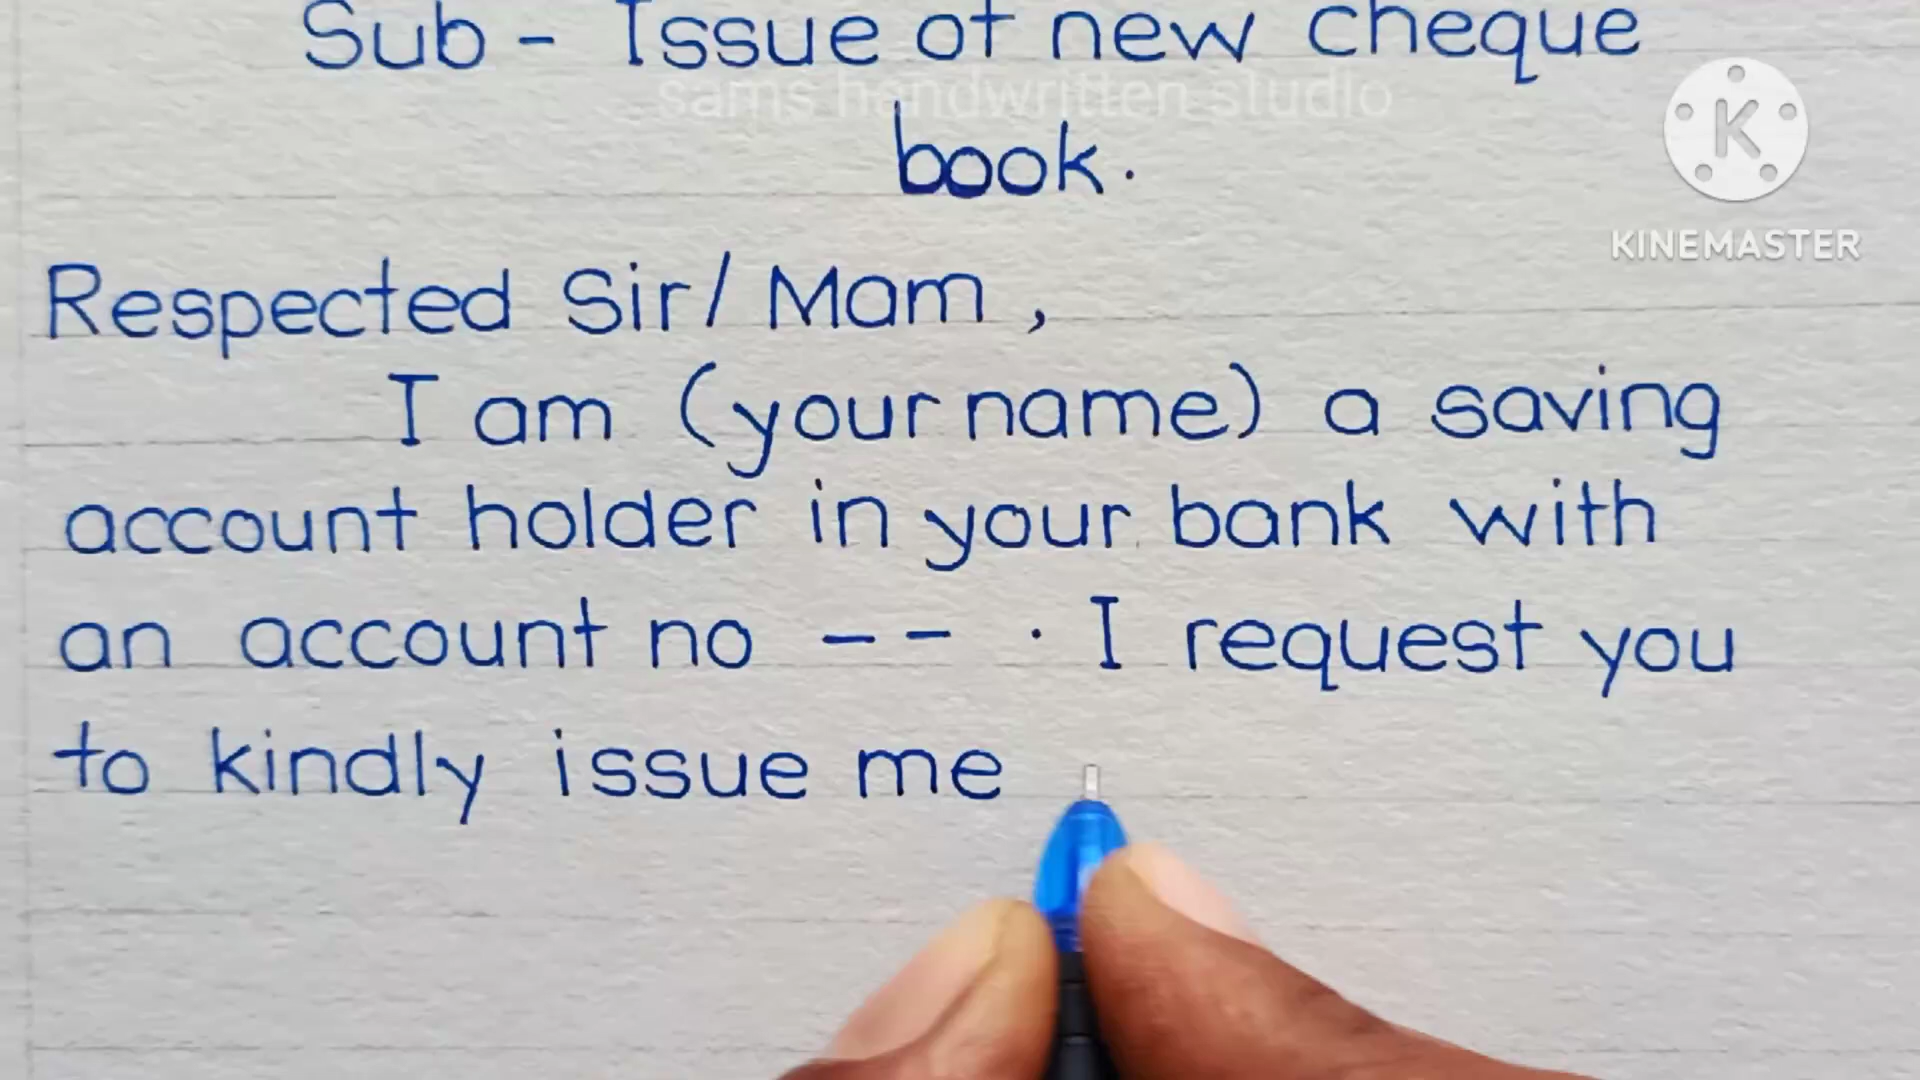 Sub - Issue of new cheque
sams handwritten studio
book.
KINEMASTER
Respected Sir/ Mam ,
I am (your name) a saving
account holder in your bank with
an account no -- . I request you
to kindly issue me